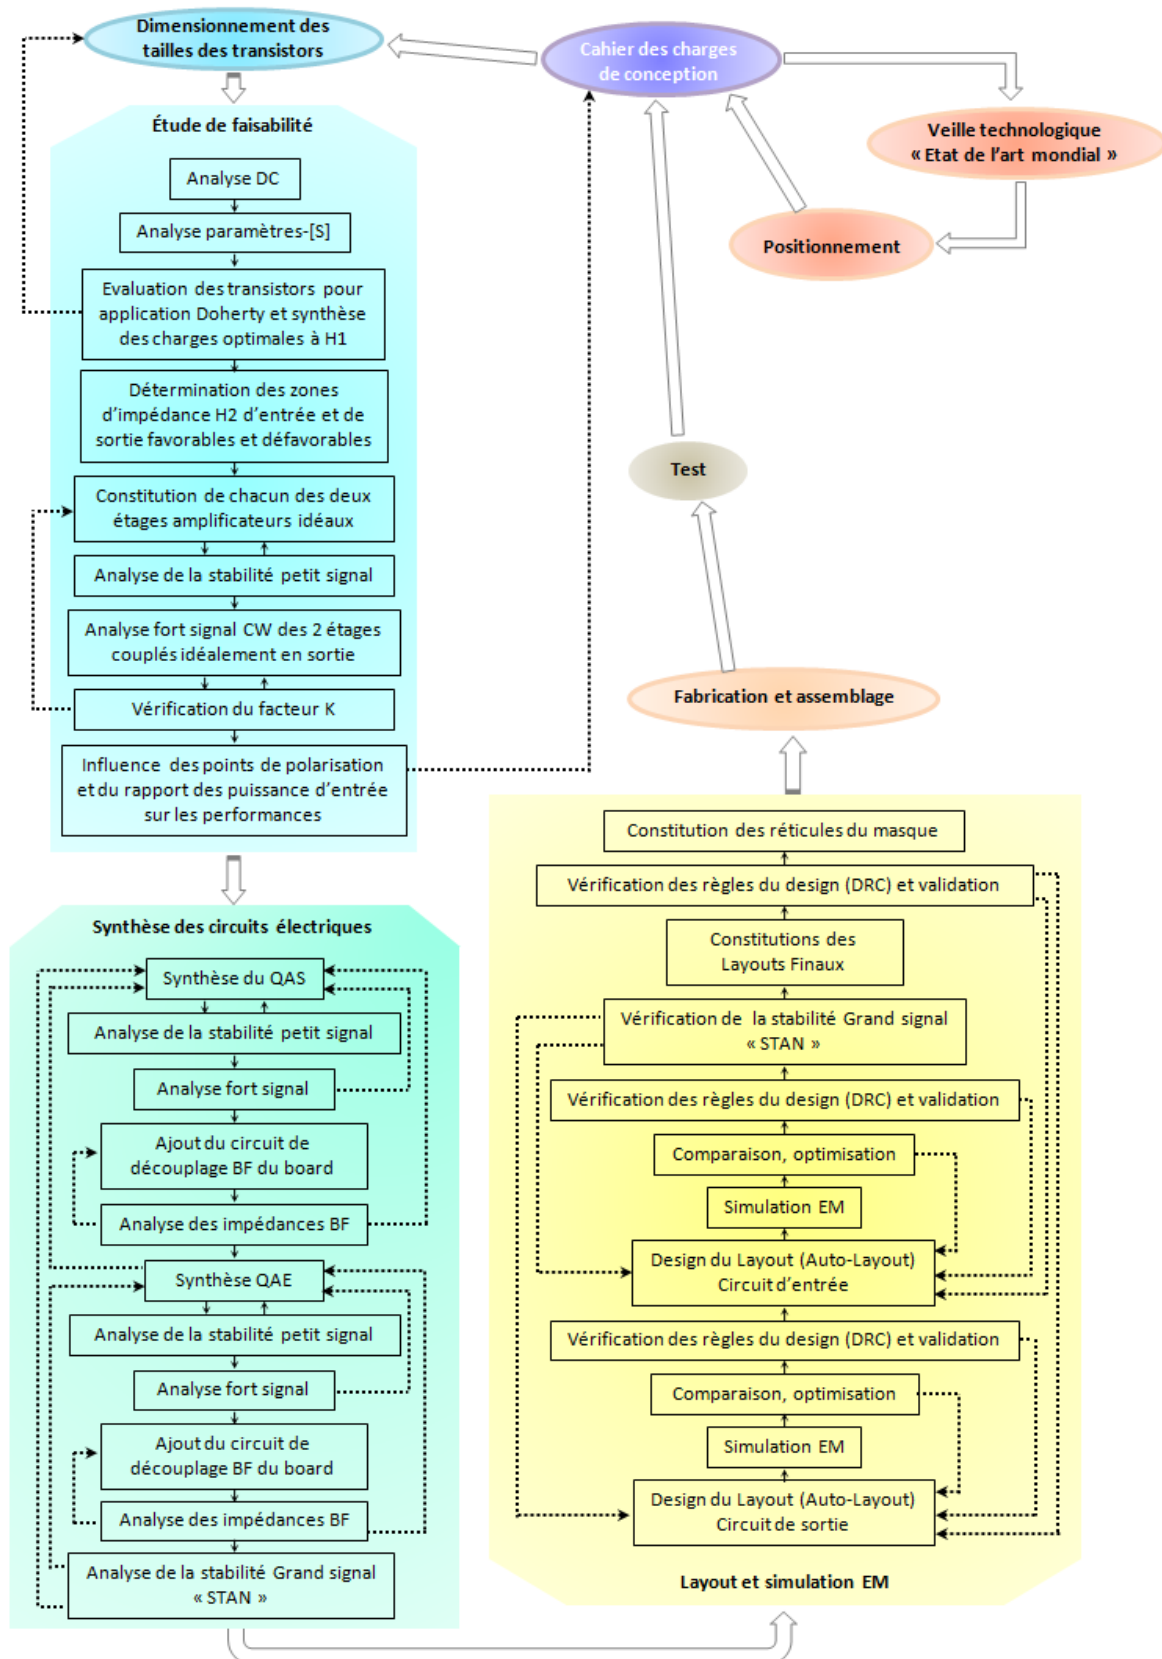 Dimensionnement des
tailles des transistors
Cahier des charges
de conception
Veille technologique
« Etat de l'art mondial »
Positionnement
Test
Fabrication et assemblage
Étude de faisabilité
Analyse DC
Analyse paramètres-[S]
Evaluation des transistors pour
application Doherty et synthèse
des charges optimales à H1
Détermination des zones
d'impédance H2 d'entrée et de
sortie favorables et défavorables
Constitution de chacun des deux
étages amplificateurs idéaux
Analyse de la stabilité petit signal
Analyse fort signal CW des 2 étages
couplés idéalement en sortie
Vérification du facteur K
Influence des points de polarisation
et du rapport des puissance d'entrée
sur les performances
Synthèse des circuits électriques
Synthèse du QAS
Analyse de la stabilité petit signal
Analyse fort signal
Ajout du circuit de
découplage BF du board
Analyse des impédances BF
Synthèse QAE
Analyse de la stabilité petit signal
Analyse fort signal
Ajout du circuit de
découplage BF du board
Analyse des impédances BF
Analyse de la stabilité Grand signal
« STAN »
Constitution des réticules du masque
Vérification des règles du design (DRC) et validation
Constitutions des
Layouts Finaux
Vérification de la stabilité Grand signal
« STAN »
Vérification des règles du design (DRC) et validation
Comparaison, optimisation
Simulation EM
Design du Layout (Auto-Layout)
Circuit d'entrée
Vérification des règles du design (DRC) et validation
Comparaison, optimisation
Simulation EM
Design du Layout (Auto-Layout)
Circuit de sortie
Layout et simulation EM